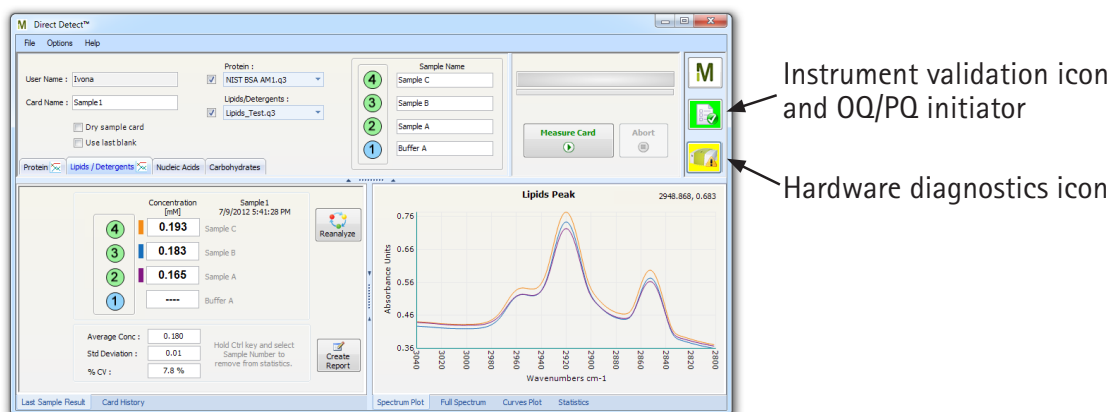 M Direct Detect™
File Options Help
User Name : Ivona
Card Name : Sample1
Dry sample card
Use last blank
Protein :
NIST BSA AM1.q3
Lipids/Detergents :
Lipids_Test.q3
Sample Name
4 Sample C
3 Sample B
2 Sample A
1 Buffer A
Measure Card
Abort
M
Instrument validation icon
and OQ/PQ initiator
Hardware diagnostics icon
Protein Lipids / Detergents Nucleic Acids Carbohydrates
Concentration
[mM]
Sample1
7/9/2012 5:41:28 PM
4 0.193 Sample C
3 0.183 Sample B
2 0.165 Sample A
1 ---- Buffer A
Reanalyze
Average Conc : 0.180
Std Deviation : 0.01
% CV : 7.8 %
Hold Ctrl key and select
Sample Number to
remove from statistics.
Create
Report
Last Sample Result Card History
Lipids Peak
2948.868, 0.683
Absorbance Units
0.76
0.66
0.56
0.46
0.36
3040 3020 3000 2980 2960 2940 2920 2900 2880 2860 2840 2820 2800
Wavenumbers cm-1
Spectrum Plot Full Spectrum Curves Plot Statistics